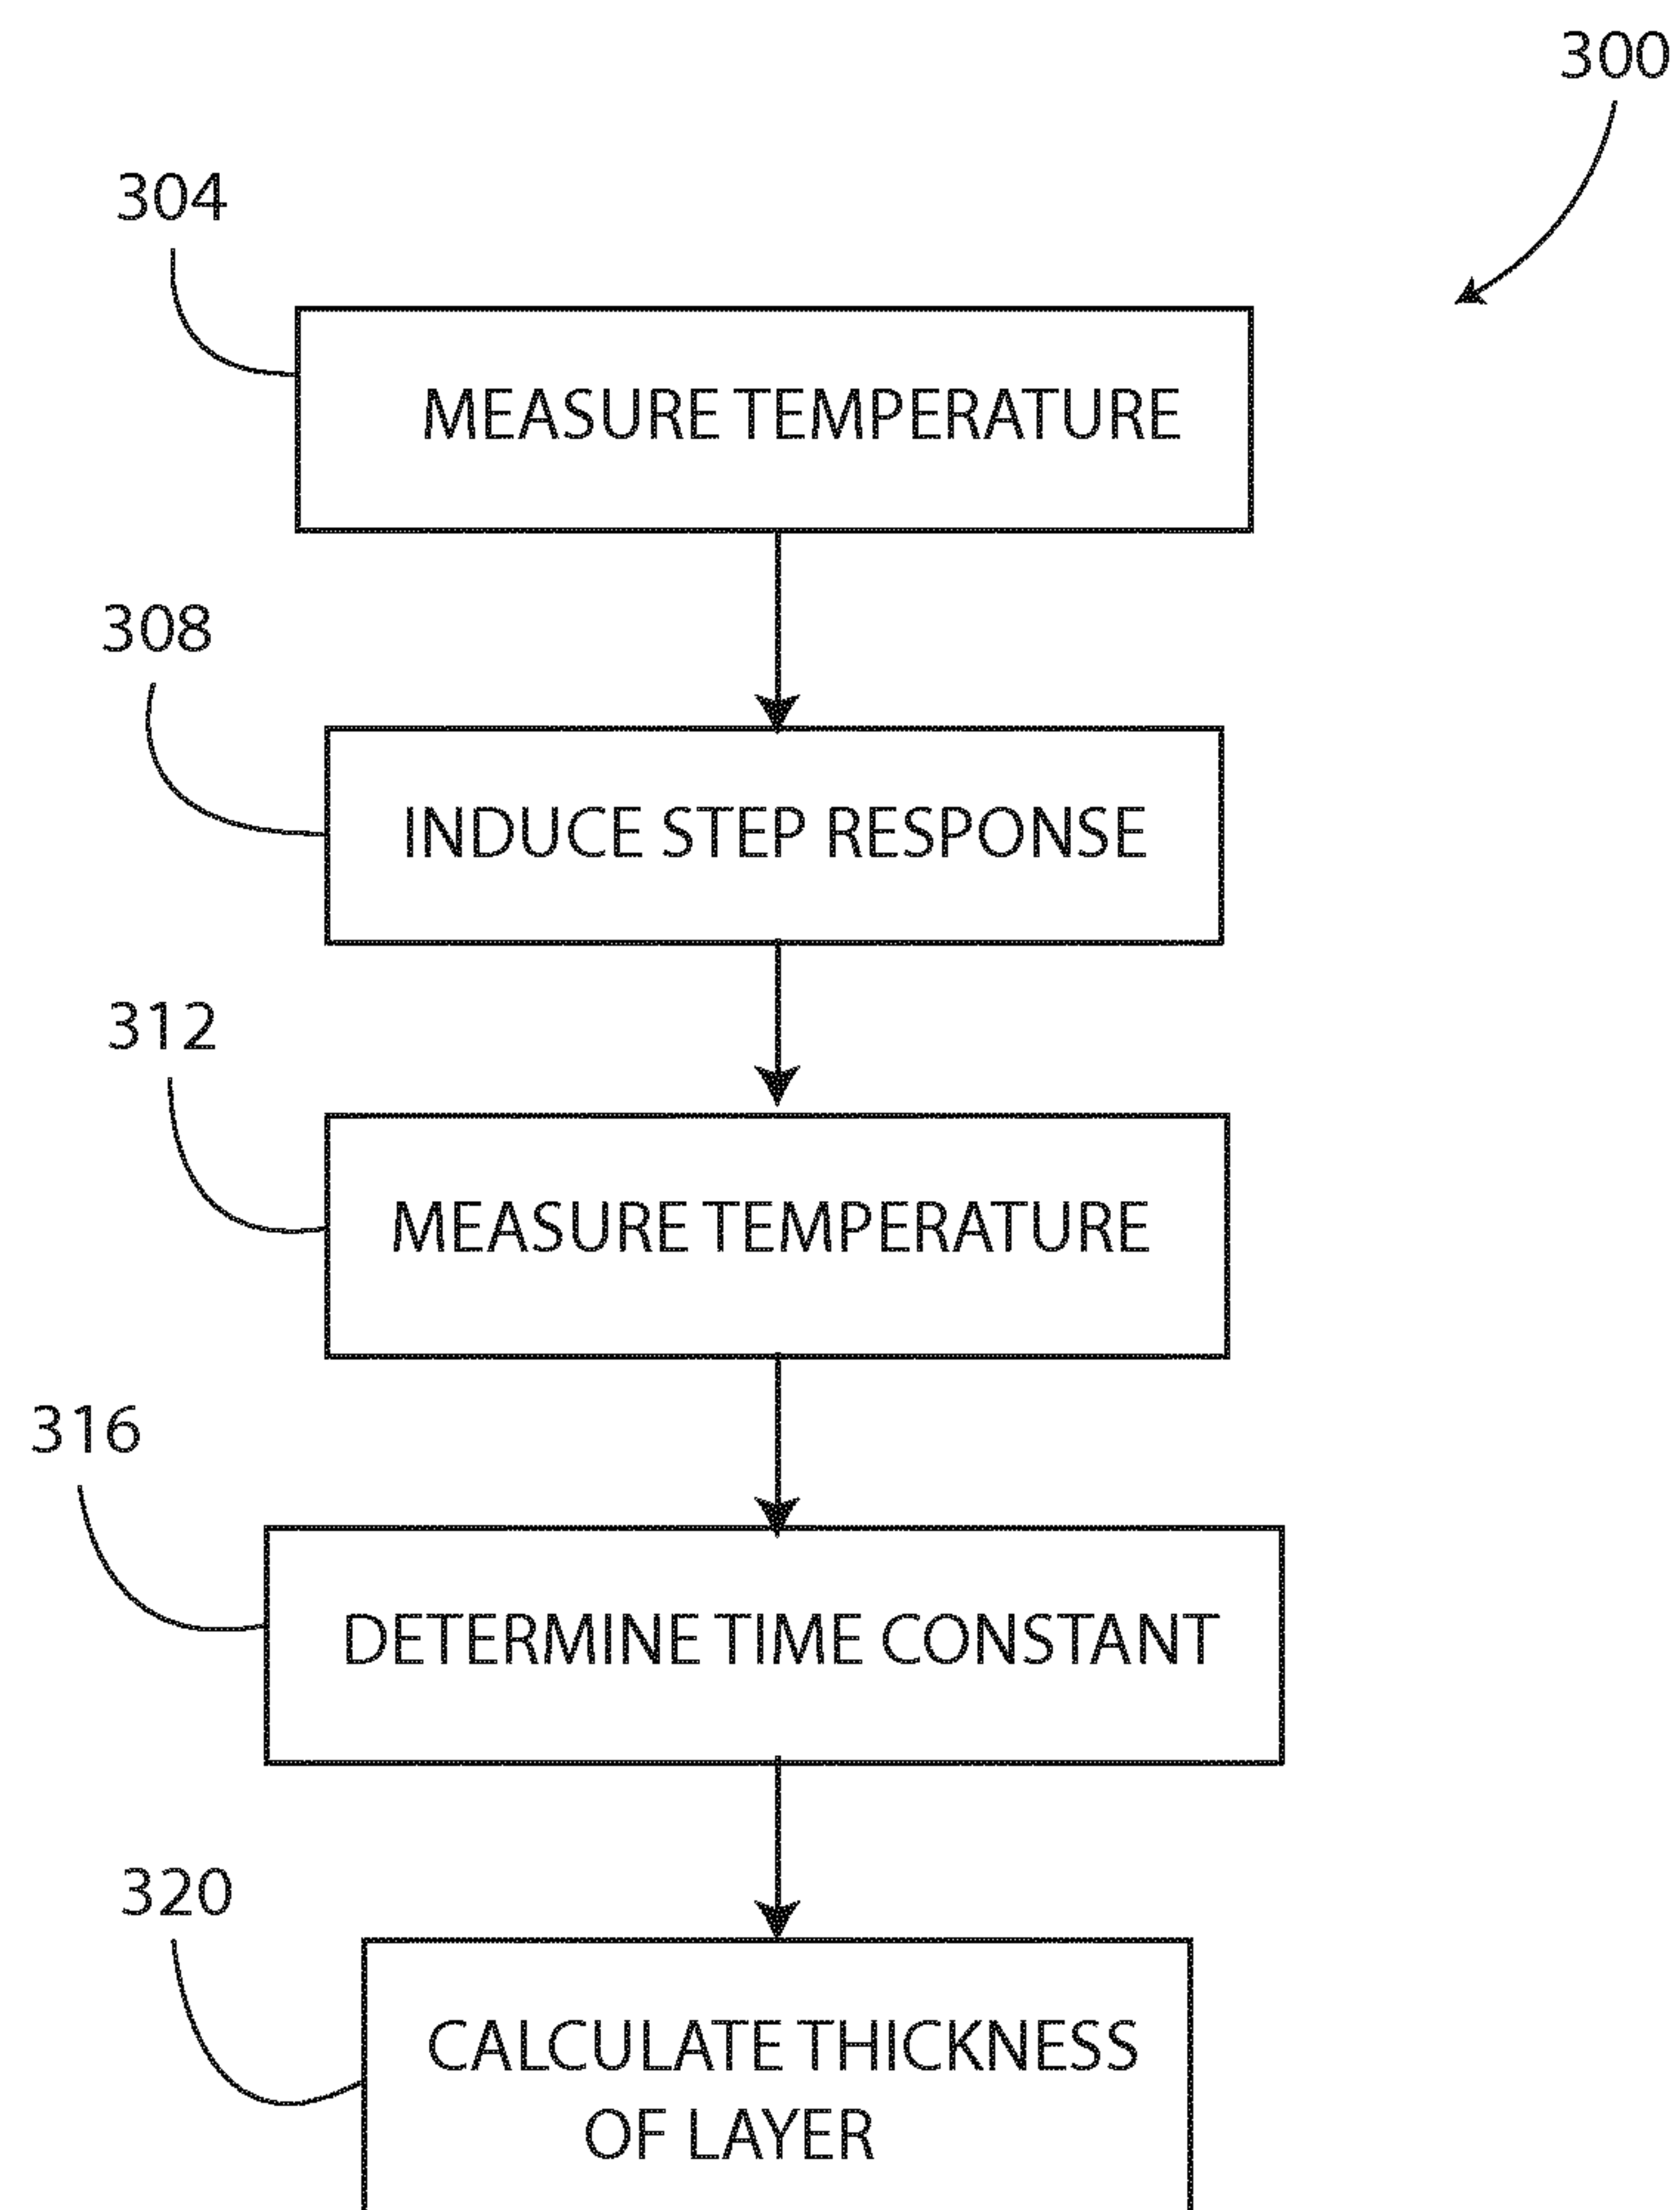 300
304
MEASURE TEMPERATURE
308
INDUCE STEP RESPONSE
312
MEASURE TEMPERATURE
316
DETERMINE TIME CONSTANT
320
CALCULATE THICKNESS
OF LAYER